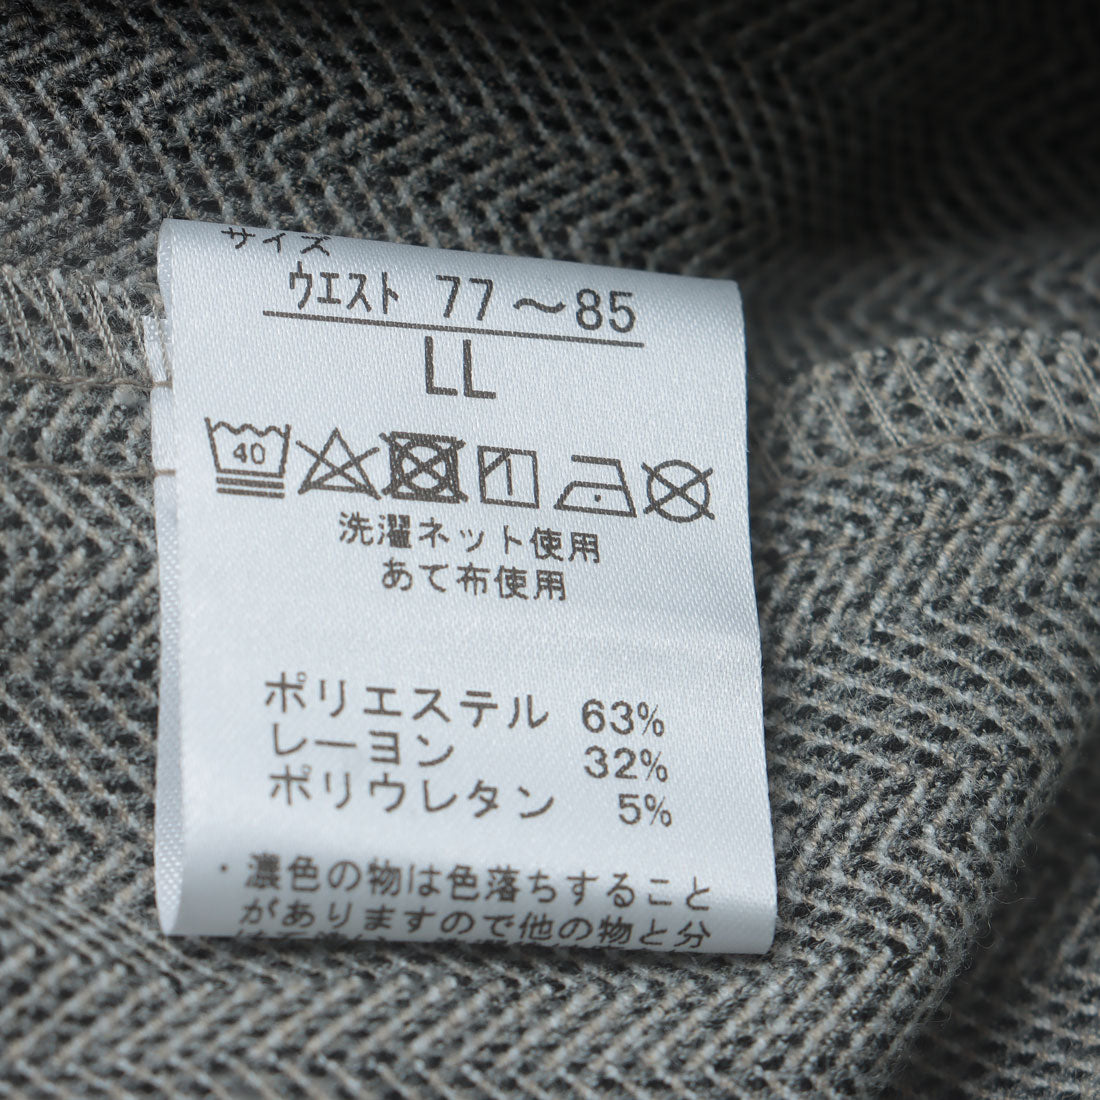 サイズ
ウエスト 77～85
LL
40
洗濯ネット使用
あて布使用
ポリエステル 63%
レーヨン 32%
ポリウレタン 5%
・濃色の物は色落ちすること
がありますので他の物と分